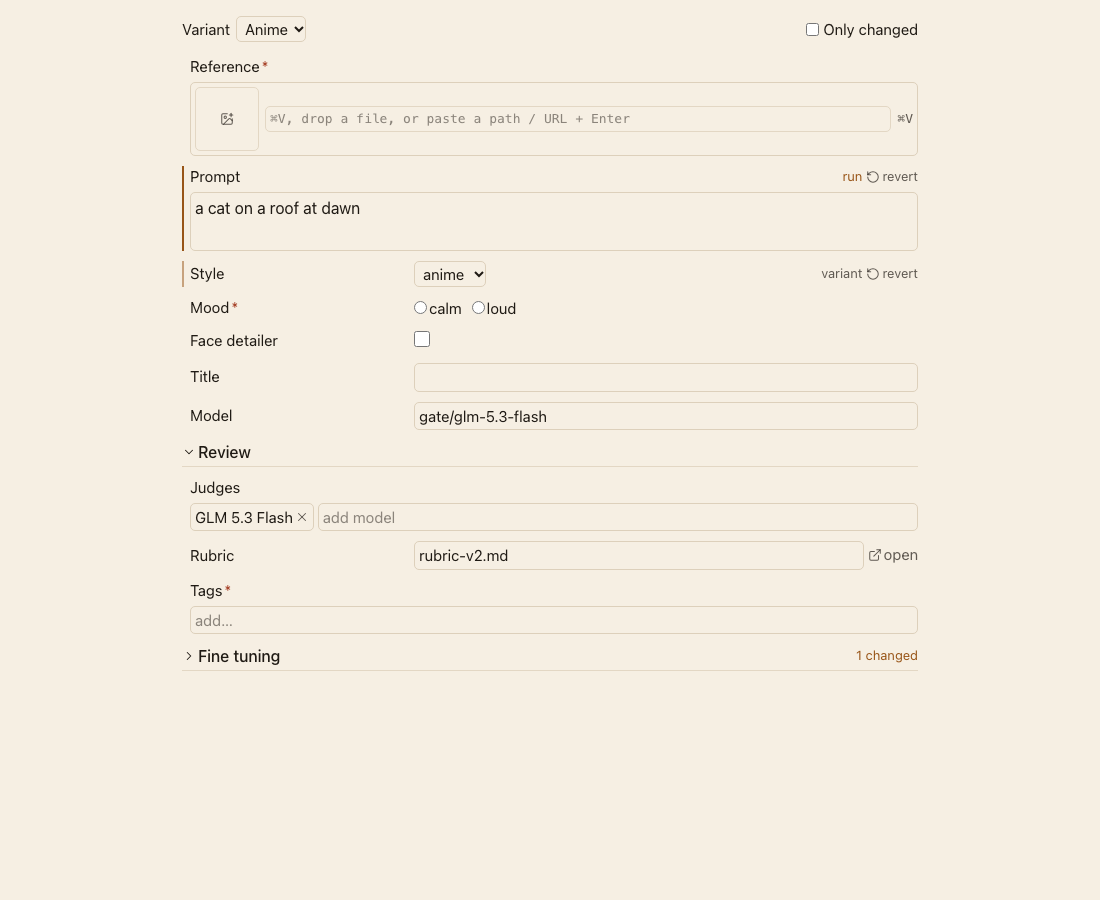 Variant Anime Only changed
Reference*
⌘V, drop a file, or paste a path / URL + Enter ⌘V
Prompt run revert
a cat on a roof at dawn
Style anime variant revert
Mood* calm loud
Face detailer
Title
Model gate/glm-5.3-flash
Review
Judges
GLM 5.3 Flash × add model
Rubric rubric-v2.md open
Tags*
add...
Fine tuning 1 changed